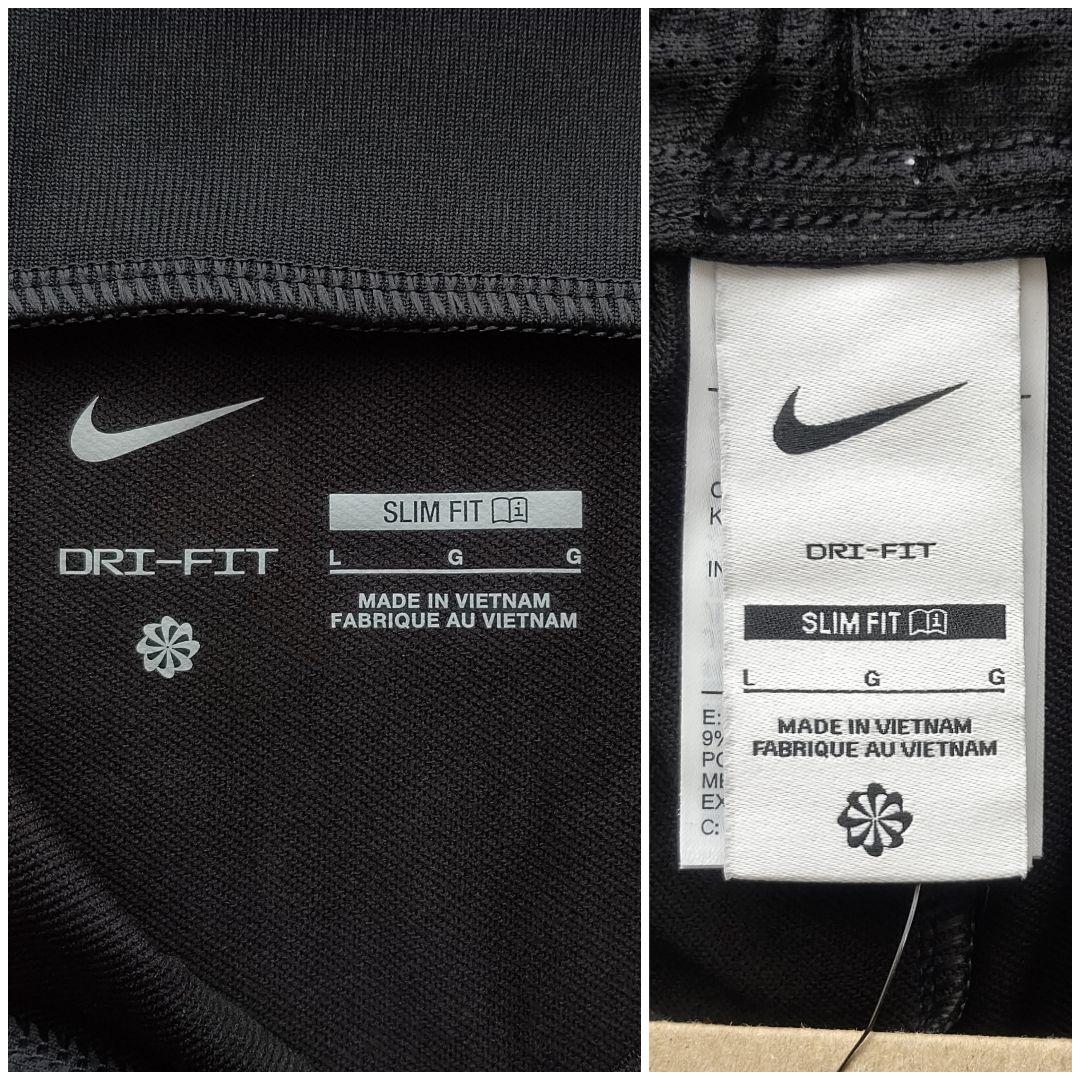 SLIM FIT
DRI-FIT
L G G
MADE IN VIETNAM
FABRIQUE AU VIETNAM
DRI-FIT
SLIM FIT
L G G
MADE IN VIETNAM
FABRIQUE AU VIETNAM
E:
9%
C: